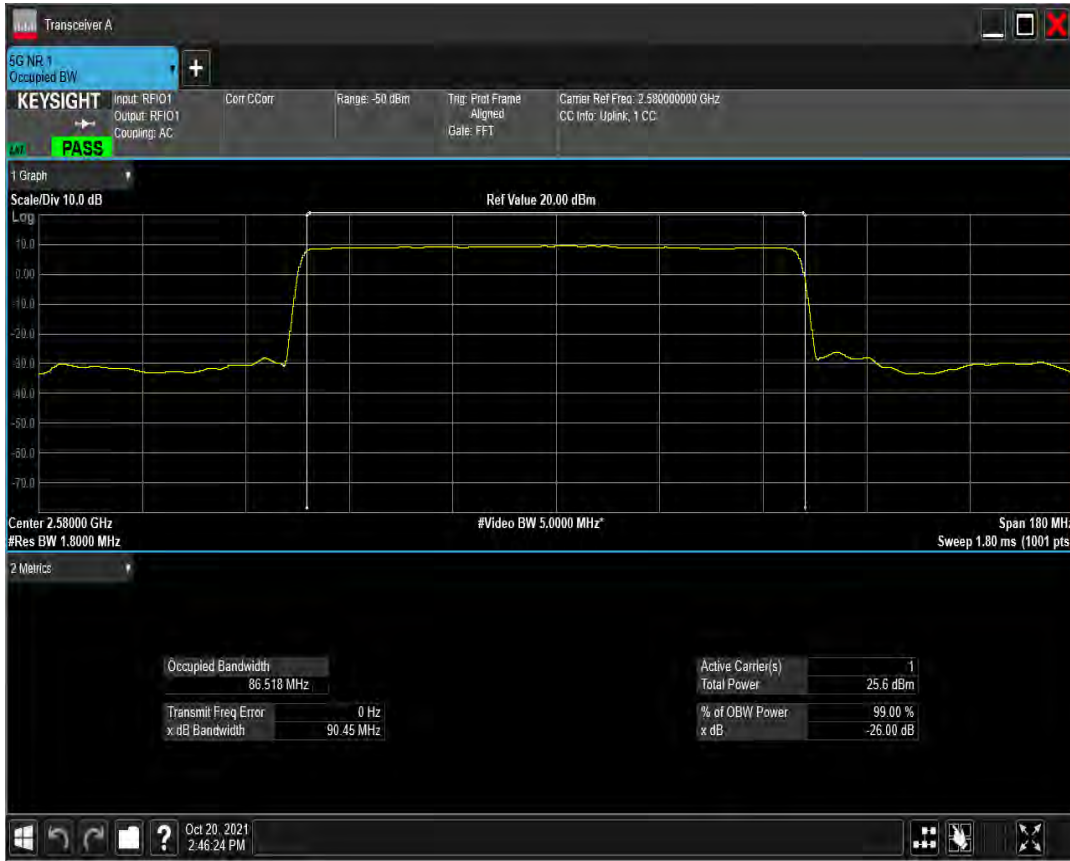 Transceiver A
5G NR 1
Occupied BW
+
KEYSIGHT
PASS
Input: RFIO1
Output: RFIO1
Coupling: AC
Corr CCorr
Range: -50 dBm
Trig: Prot Frame
Aligned
Gate: FFT
Carrier Ref Freq: 2.580000000 GHz
CC Info: Uplink, 1 CC
1 Graph
Scale/Div 10.0 dB
Ref Value 20.00 dBm
Log
10.0
0.00
-10.0
-20.0
-30.0
-40.0
-50.0
-60.0
-70.0
Center 2.58000 GHz
#Video BW 5.0000 MHz*
Span 180 MHz
#Res BW 1.8000 MHz
Sweep 1.80 ms (1001 pts
2 Metrics
Occupied Bandwidth
86.518 MHz
Transmit Freq Error 0 Hz
x dB Bandwidth 90.45 MHz
Active Carrier(s) 1
Total Power 25.6 dBm
% of OBW Power 99.00 %
x dB -26.00 dB
?
Oct 20, 2021
2:46:24 PM